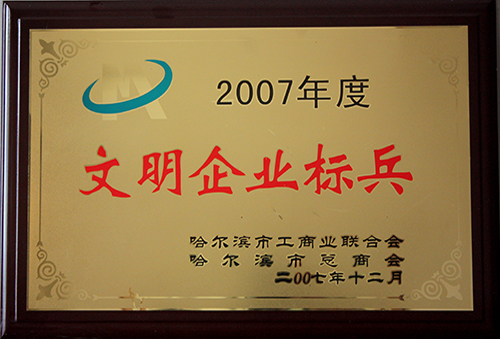 2007年度
文明企业标兵
哈尔滨市工商业联合会
哈尔滨市总商会
二00七年十二月